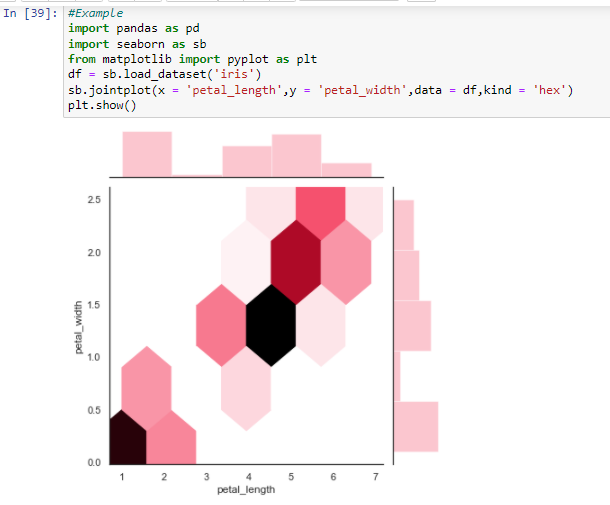 In [39]: #Example
import pandas as pd
import seaborn as sb
from matplotlib import pyplot as plt
df = sb.load_dataset('iris')
sb.jointplot(x = 'petal_length',y = 'petal_width',data = df,kind = 'hex')
plt.show()
2.5
2.0
1.5
1.0
0.5
0.0
petal_width
1 2 3 4 5 6 7
petal_length